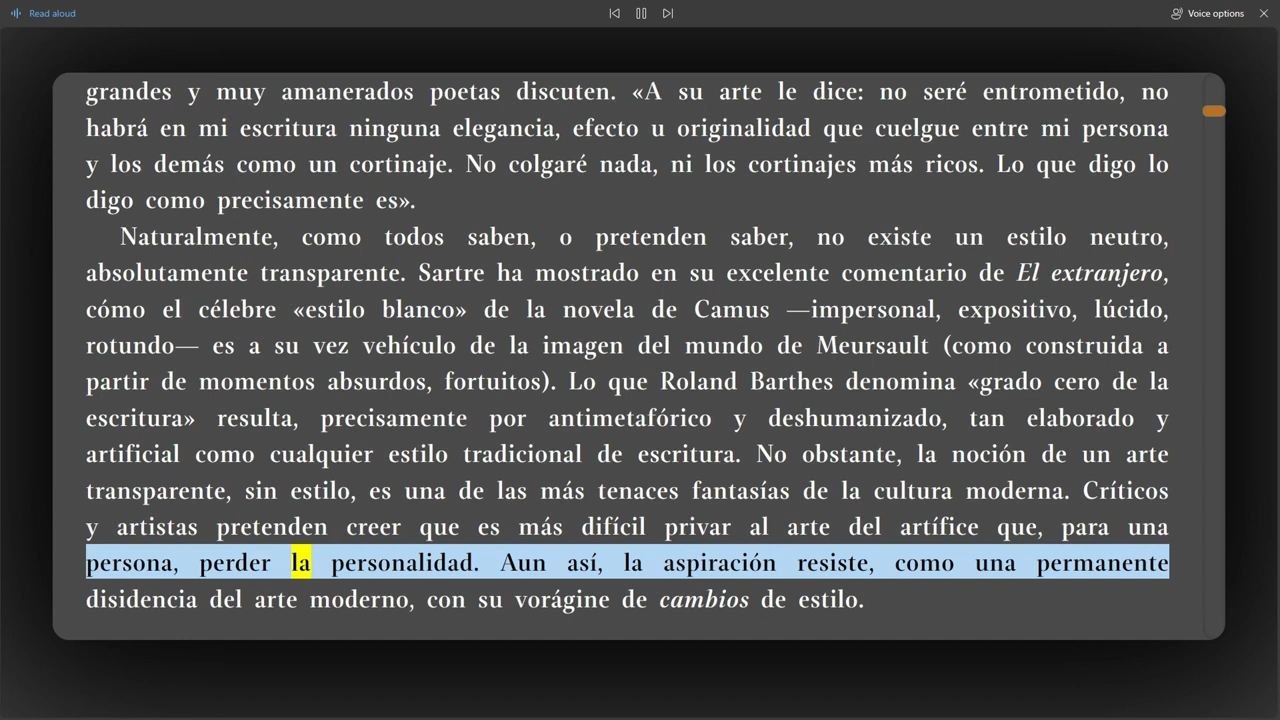 Read aloud
Voice options
grandes y muy amanerados poetas discuten. «A su arte le dice: no seré entrometido, no
habrá en mi escritura ninguna elegancia, efecto u originalidad que cuelgue entre mi persona
y los demás como un cortinaje. No colgaré nada, ni los cortinajes más ricos. Lo que digo lo
digo como precisamente es».
Naturalmente, como todos saben, o pretenden saber, no existe un estilo neutro,
absolutamente transparente. Sartre ha mostrado en su excelente comentario de El extranjero,
cómo el célebre «estilo blanco» de la novela de Camus —impersonal, expositivo, lúcido,
rotundo— es a su vez vehículo de la imagen del mundo de Meursault (como construida a
partir de momentos absurdos, fortuitos). Lo que Roland Barthes denomina «grado cero de la
escritura» resulta, precisamente por antimetafórico y deshumanizado, tan elaborado y
artificial como cualquier estilo tradicional de escritura. No obstante, la noción de un arte
transparente, sin estilo, es una de las más tenaces fantasías de la cultura moderna. Críticos
y artistas pretenden creer que es más difícil privar al arte del artífice que, para una
persona, perder la personalidad. Aun así, la aspiración resiste, como una permanente
disidencia del arte moderno, con su vorágine de cambios de estilo.